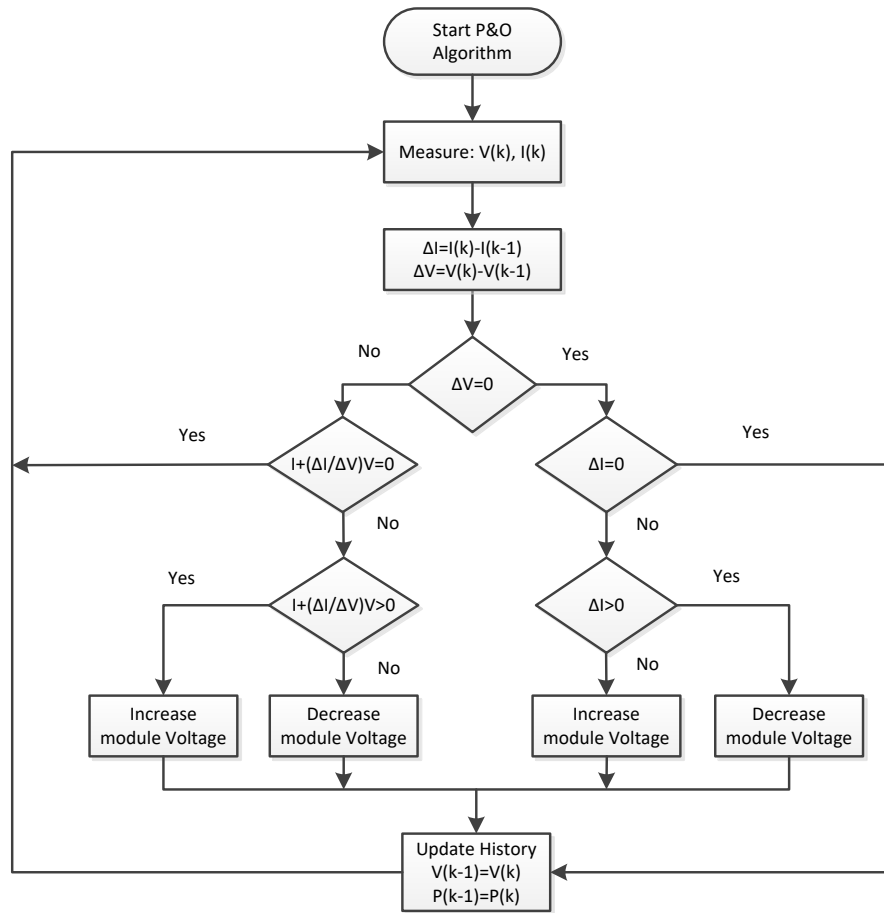 Start P&O
Algorithm
Measure: V(k), I(k)
ΔI=I(k)-I(k-1)
ΔV=V(k)-V(k-1)
No
Yes
ΔV=0
Yes
Yes
I+(ΔI/ΔV)V=0
ΔI=0
No
No
Yes
Yes
I+(ΔI/ΔV)V>0
ΔI>0
No
No
Increase
module Voltage
Decrease
module Voltage
Increase
module Voltage
Decrease
module Voltage
Update History
V(k-1)=V(k)
P(k-1)=P(k)